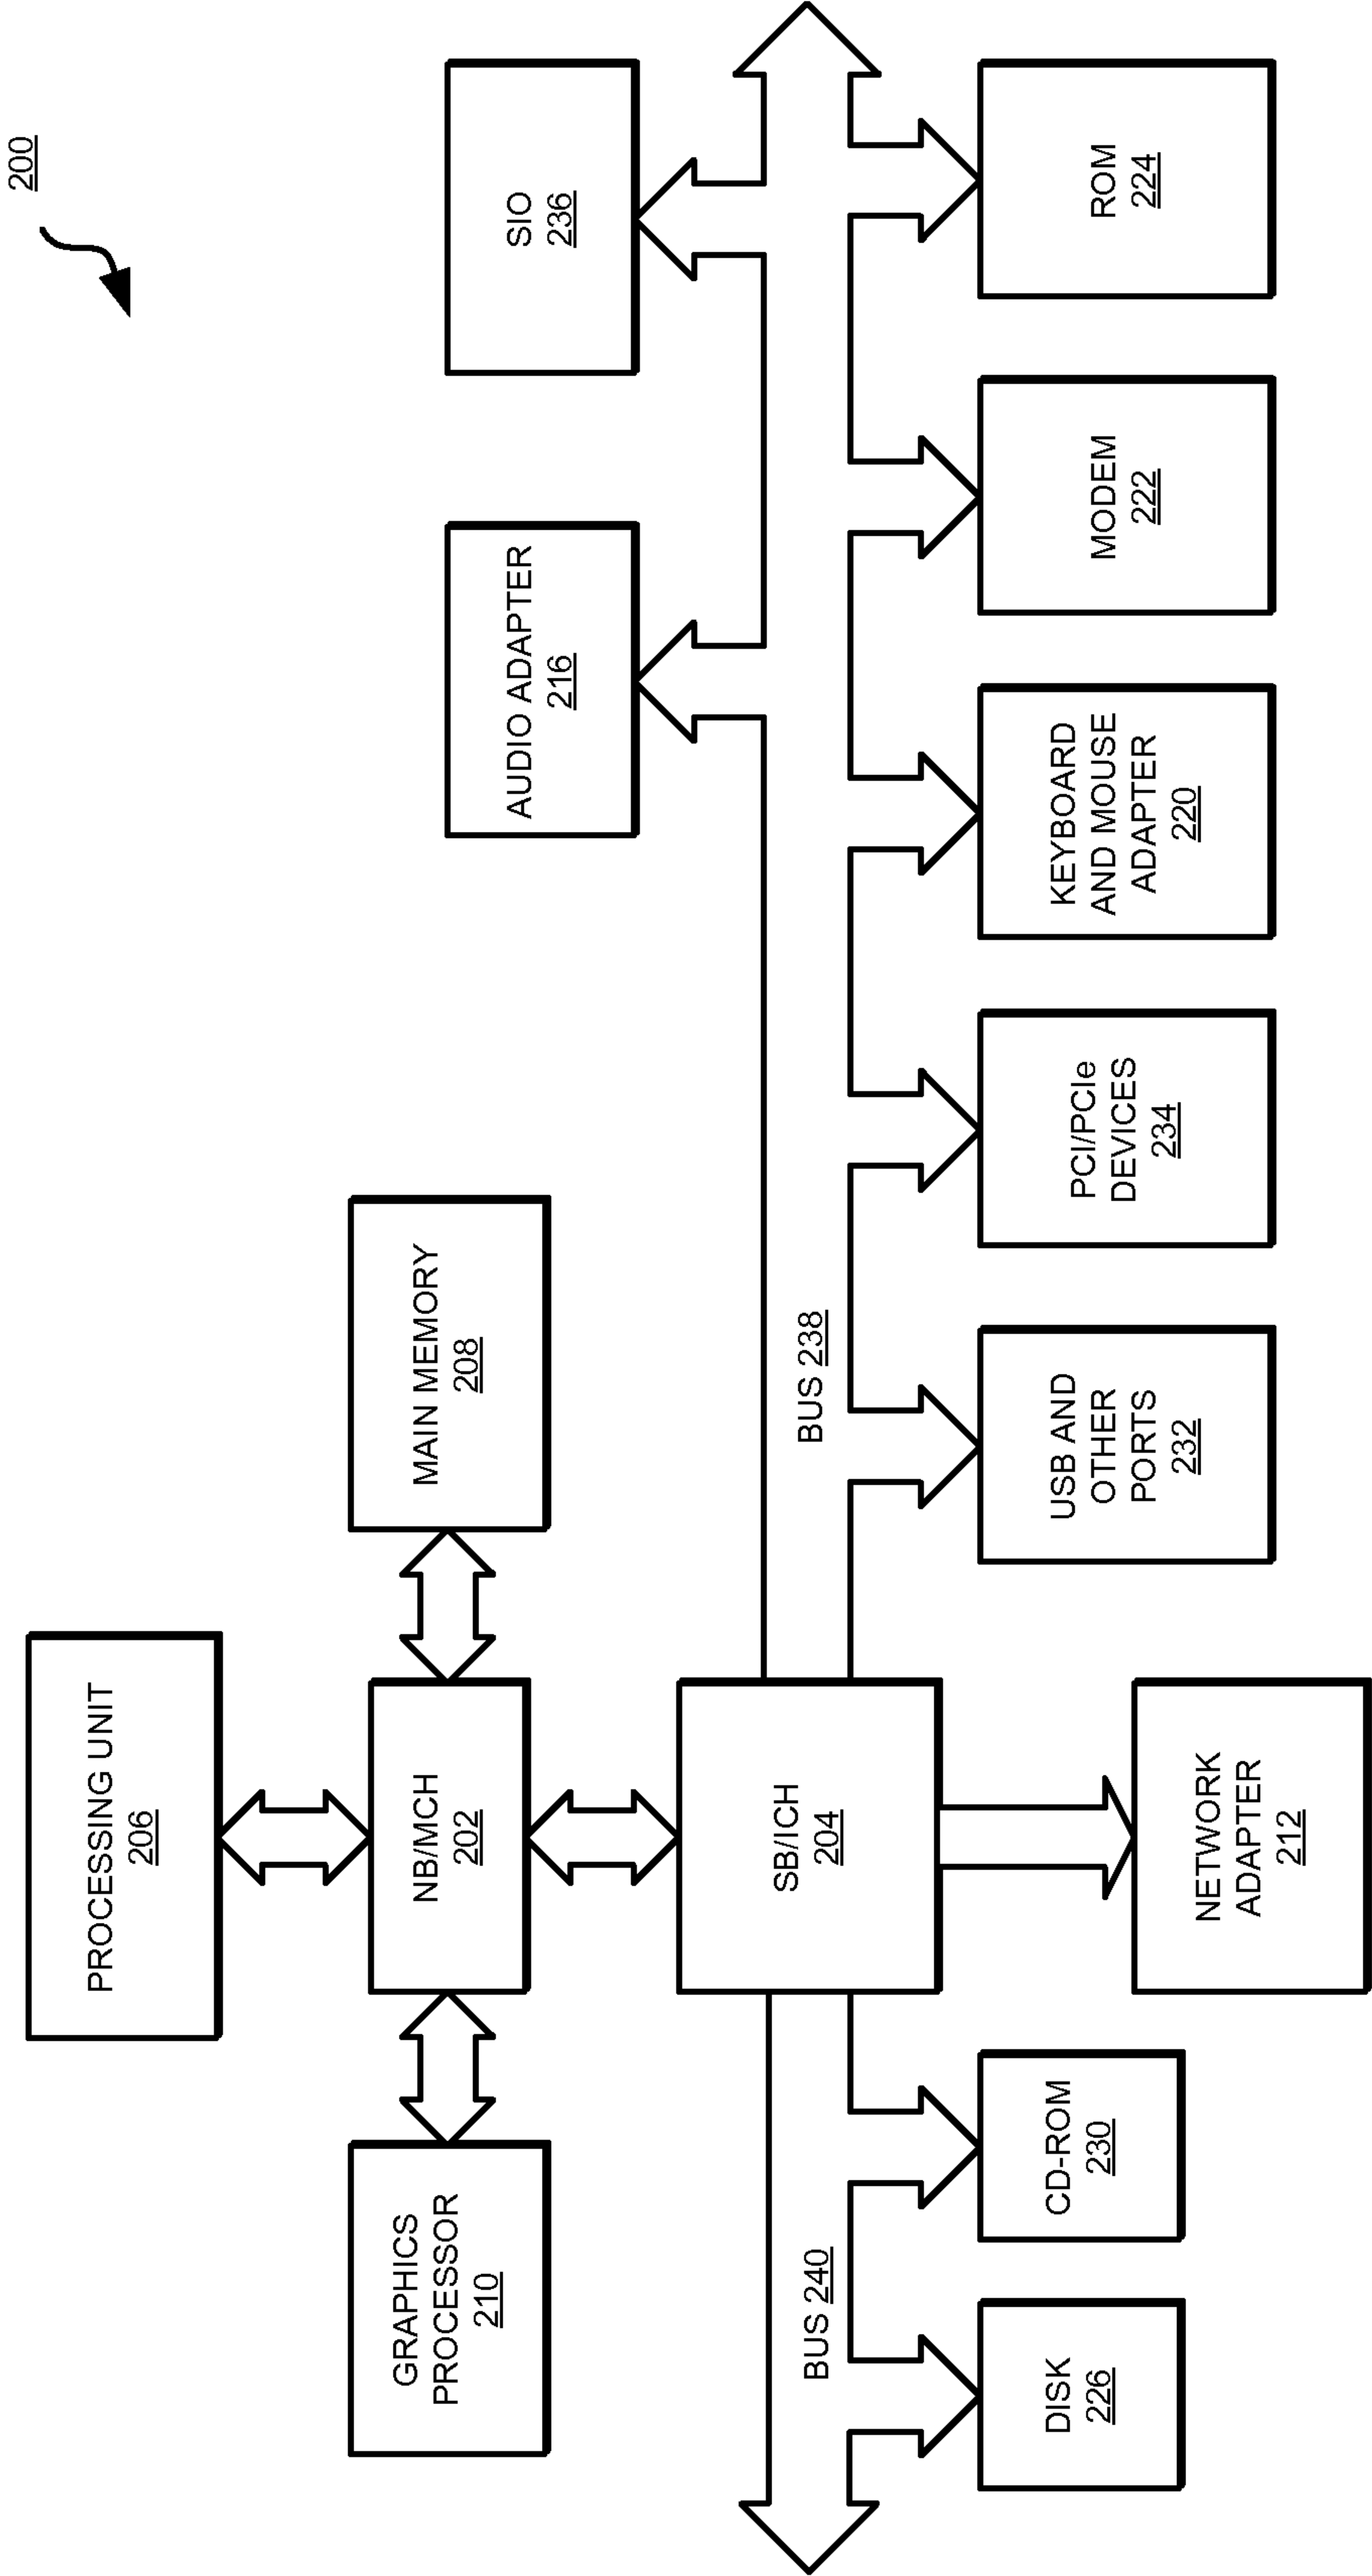 200
PROCESSING UNIT
206
GRAPHICS
PROCESSOR
210
NB/MCH
202
MAIN MEMORY
208
AUDIO ADAPTER
216
SIO
236
SB/ICH
204
BUS 240
BUS 238
DISK
226
CD-ROM
230
USB AND
OTHER
PORTS
232
PCI/PCIe
DEVICES
234
KEYBOARD
AND MOUSE
ADAPTER
220
MODEM
222
ROM
224
NETWORK
ADAPTER
212